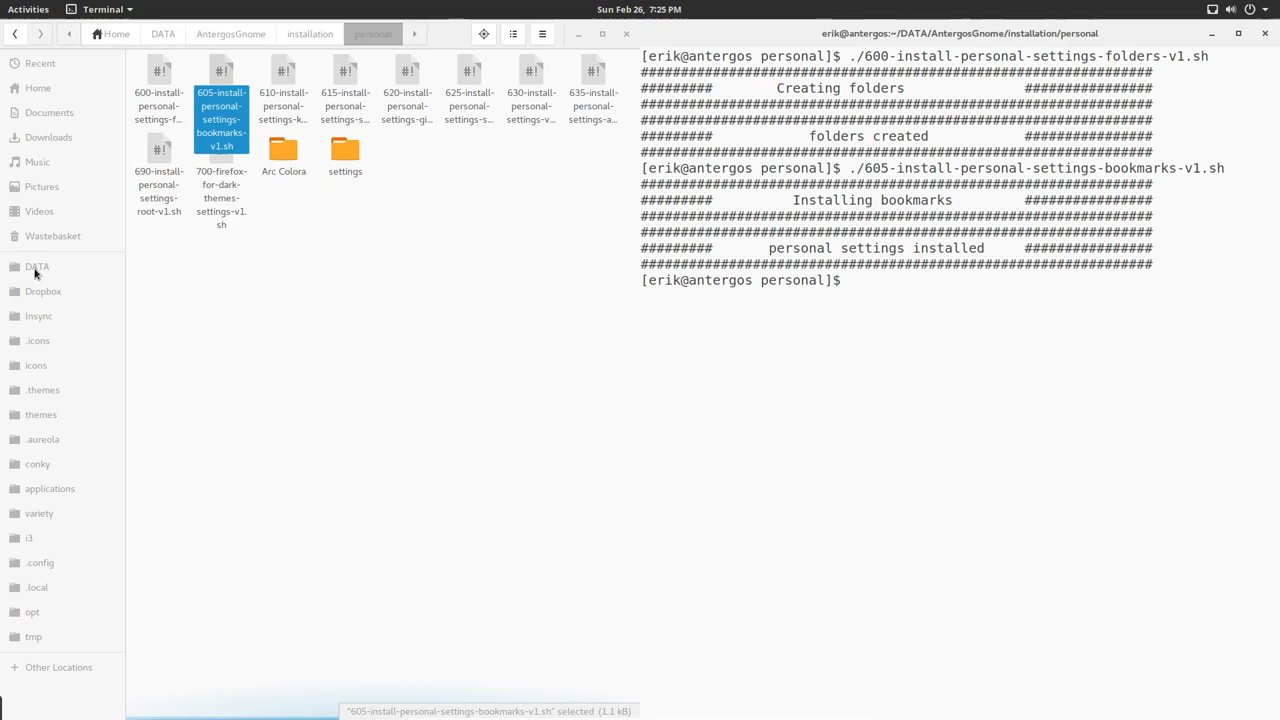 Activities
Terminal
Sun Feb 26, 7:25 PM
Home
DATA
AntergosGnome
installation
personal
erik@antergos:~/DATA/AntergosGnome/installation/personal
Recent
Home
Documents
Downloads
Music
Pictures
Videos
Wastebasket
DATA
Dropbox
Insync
.icons
icons
.themes
themes
.aureola
conky
applications
variety
i3
.config
.local
opt
tmp
+ Other Locations
600-install-
personal-
settings-f...
605-install-
personal-
settings-
bookmarks-
v1.sh
610-install-
personal-
settings-k...
615-install-
personal-
settings-s...
620-install-
personal-
settings-gi...
625-install-
personal-
settings-s...
630-install-
personal-
settings-v...
635-install-
personal-
settings-a...
690-install-
personal-
settings-
root-v1.sh
700-firefox-
for-dark-
themes-
settings-v1.
sh
Arc Colora
settings
"605-install-personal-settings-bookmarks-v1.sh" selected (1.1 kB)
[erik@antergos personal]$ ./600-install-personal-settings-folders-v1.sh
################################################################
#########        Creating folders               ################
################################################################
################################################################
#########            folders created            ################
################################################################
[erik@antergos personal]$ ./605-install-personal-settings-bookmarks-v1.sh
################################################################
#########          Installing bookmarks         ################
################################################################
################################################################
#########       personal settings installed     ################
################################################################
[erik@antergos personal]$